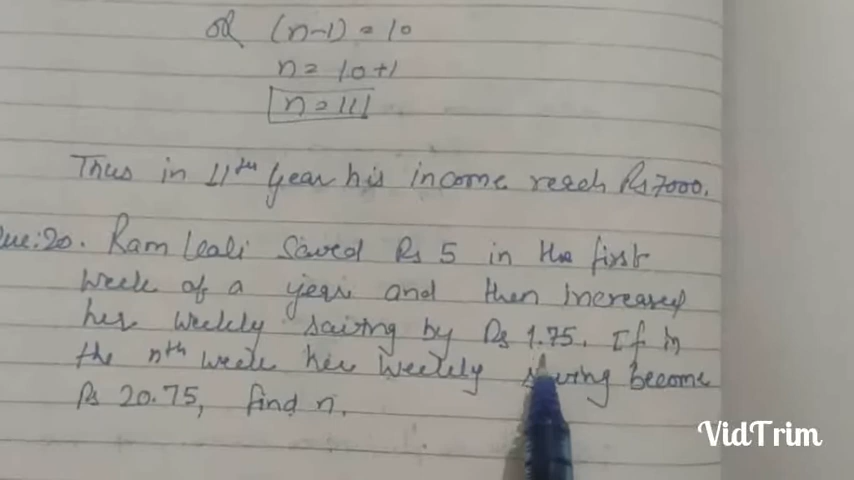 or (n-1) = 10
n = 10+1
n = 11
Thus in 11th year his income reach Rs 7000.
Que:20. Ram Kali saved Rs 5 in the first
week of a year and then increased
her weekly saving by Rs 1.75. If in
the nth week her weekly saving become
Rs 20.75, find n.
VidTrim